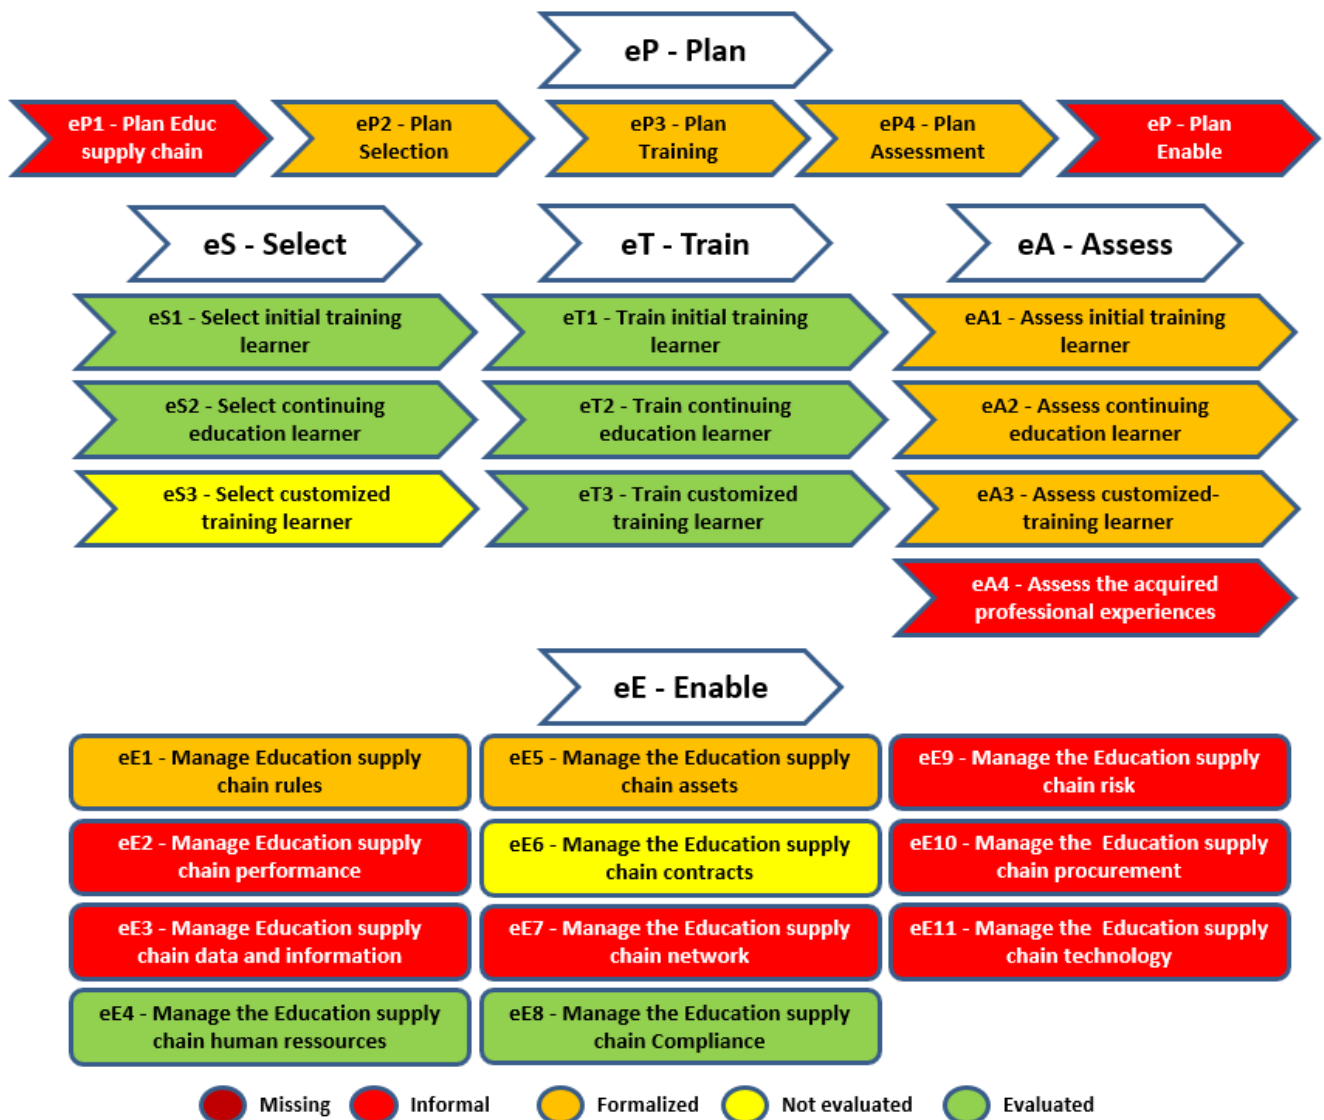 eP - Plan
eP1 - Plan Educ
supply chain
eP2 - Plan
Selection
eP3 - Plan
Training
eP4 - Plan
Assessment
eP - Plan
Enable
eS - Select
eT - Train
eA - Assess
eS1 - Select initial training
learner
eT1 - Train initial training
learner
eA1 - Assess initial training
learner
eS2 - Select continuing
education learner
eT2 - Train continuing
education learner
eA2 - Assess continuing
education learner
eS3 - Select customized
training learner
eT3 - Train customized
training learner
eA3 - Assess customized-
training learner
eA4 - Assess the acquired
professional experiences
eE - Enable
eE1 - Manage Education supply
chain rules
eE5 - Manage the Education supply
chain assets
eE9 - Manage the Education supply
chain risk
eE2 - Manage Education supply
chain performance
eE6 - Manage the Education supply
chain contracts
eE10 - Manage the  Education supply
chain procurement
eE3 - Manage Education supply
chain data and information
eE7 - Manage the Education supply
chain network
eE11 - Manage the  Education supply
chain technology
eE4 - Manage the Education supply
chain human ressources
eE8 - Manage the Education supply
chain Compliance
Missing
Informal
Formalized
Not evaluated
Evaluated